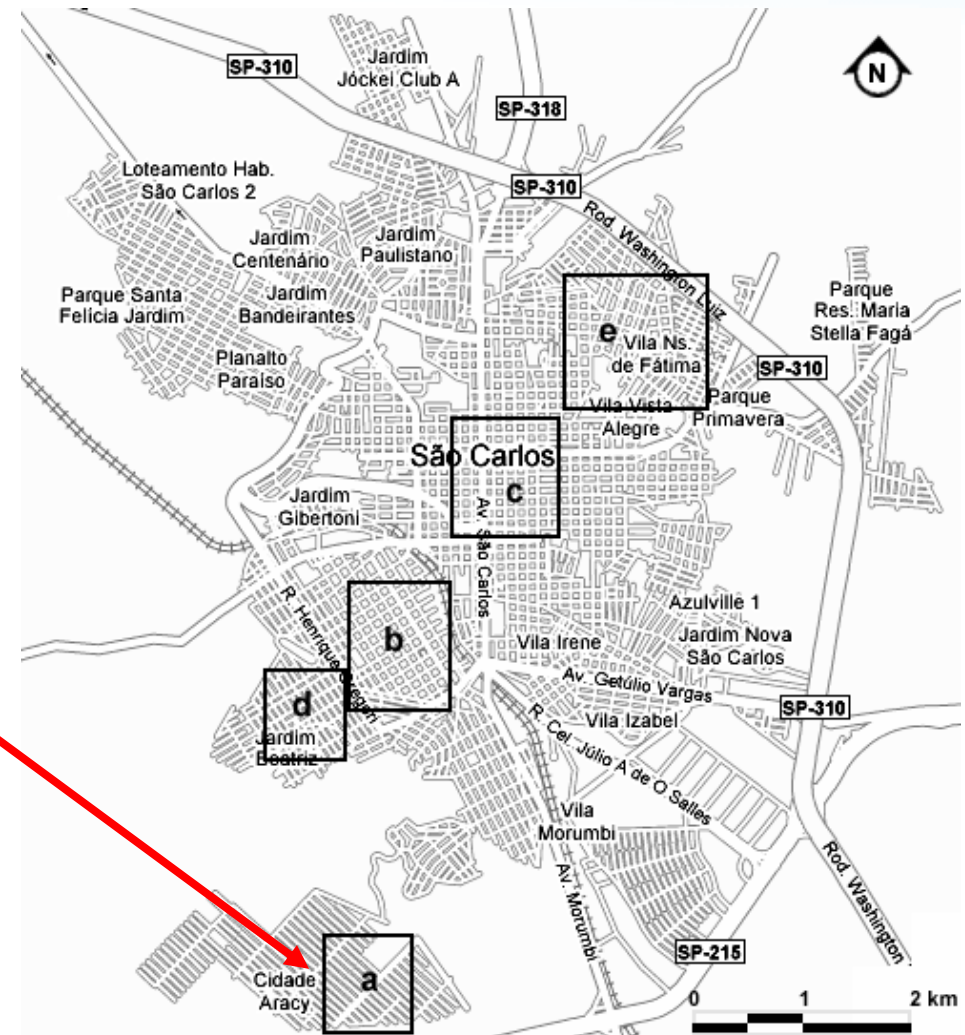 Jardim
Jóckei Club A
SP-310
N
SP-318
Loteamento Hab.
São Carlos 2
SP-310
Rod. Washington Luiz
Jardim
Centenário
Jardim
Paulistano
Parque Santa
Felícia Jardim
Jardim
Bandeirantes
Parque
Res. Maria
Stella Fagá
e
Vila Ns.
de Fátima
Planalto
Paraíso
SP-310
Parque
Primavera
Vila Vista
Alegre
São Carlos
c
Jardim
Gibertoni
Av. São Carlos
R. Henrique Gregori
b
Azulville 1
Vila Irene
Jardim Nova
São Carlos
Av. Getúlio Vargas
d
Jardim
Beatriz
SP-310
Vila Izabel
R. Cel. Júlio A de O Salles
Vila
Morumbi
Av. Morumbi
Rod. Washington
SP-215
Cidade
Aracy
a
0 1 2 km